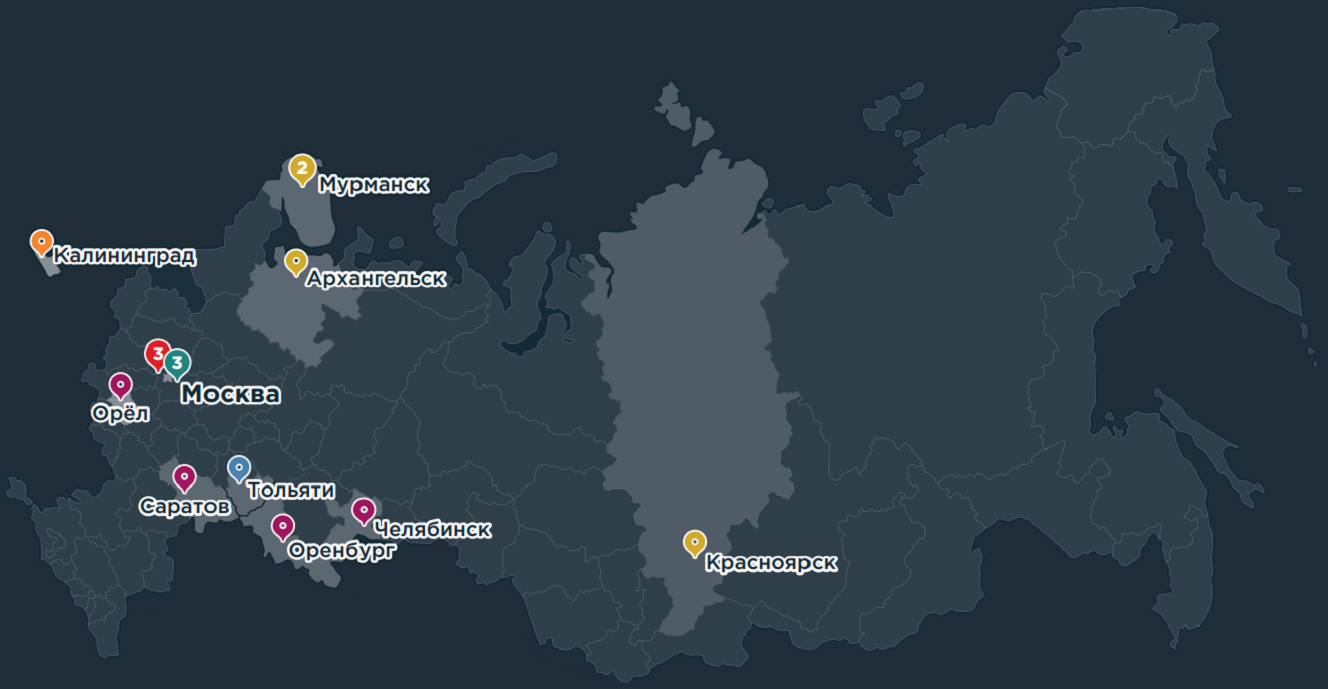 2
Мурманск
Калининград
Архангельск
3
3
Москва
Орёл
Тольяти
Саратов
Челябинск
Оренбург
Красноярск